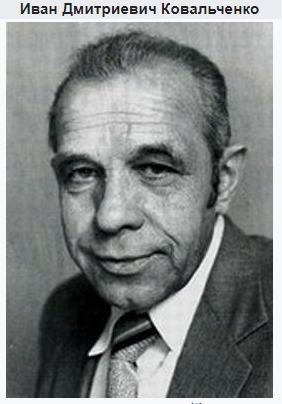 Иван Дмитриевич Ковальченко